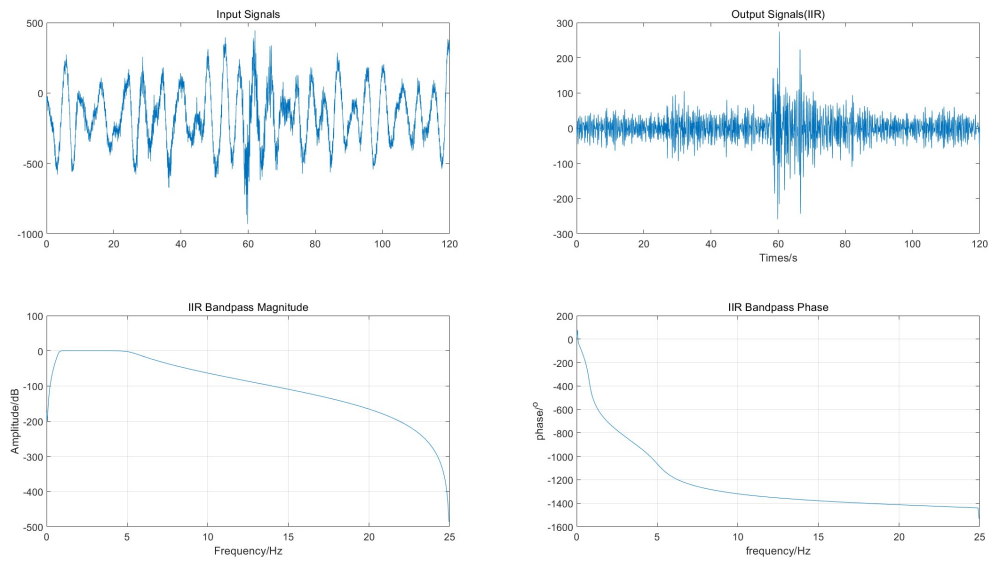 Input Signals
500
0
-500
-1000
0 20 40 60 80 100 120
Output Signals(IIR)
300
200
100
0
-100
-200
-300
0 20 40 60 80 100 120
Times/s
IIR Bandpass Magnitude
Amplitude/dB
100
0
-100
-200
-300
-400
-500
0 5 10 15 20 25
Frequency/Hz
IIR Bandpass Phase
phase/°
200
0
-200
-400
-600
-800
-1000
-1200
-1400
-1600
0 5 10 15 20 25
frequency/Hz